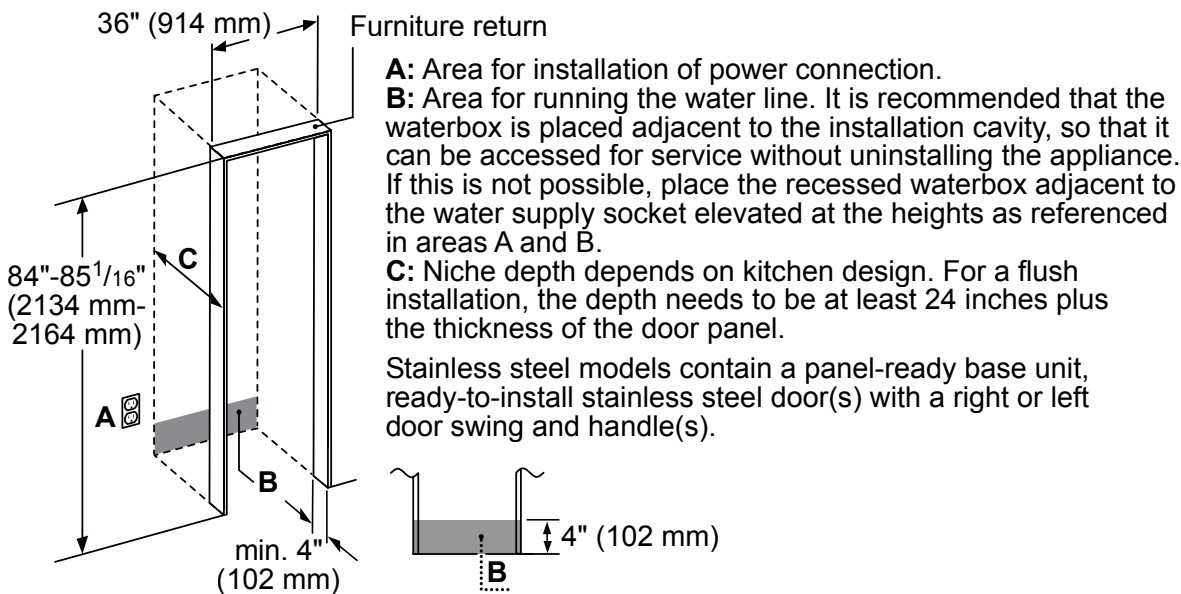 36" (914 mm)
Furniture return
A: Area for installation of power connection.
B: Area for running the water line. It is recommended that the
waterbox is placed adjacent to the installation cavity, so that it
can be accessed for service without uninstalling the appliance.
If this is not possible, place the recessed waterbox adjacent to
the water supply socket elevated at the heights as referenced
in areas A and B.
C: Niche depth depends on kitchen design. For a flush
installation, the depth needs to be at least 24 inches plus
the thickness of the door panel.
Stainless steel models contain a panel-ready base unit,
ready-to-install stainless steel door(s) with a right or left
door swing and handle(s).
C
84"-85 1/16"
(2134 mm-
2164 mm)
A
B
min. 4"
(102 mm)
4" (102 mm)
B